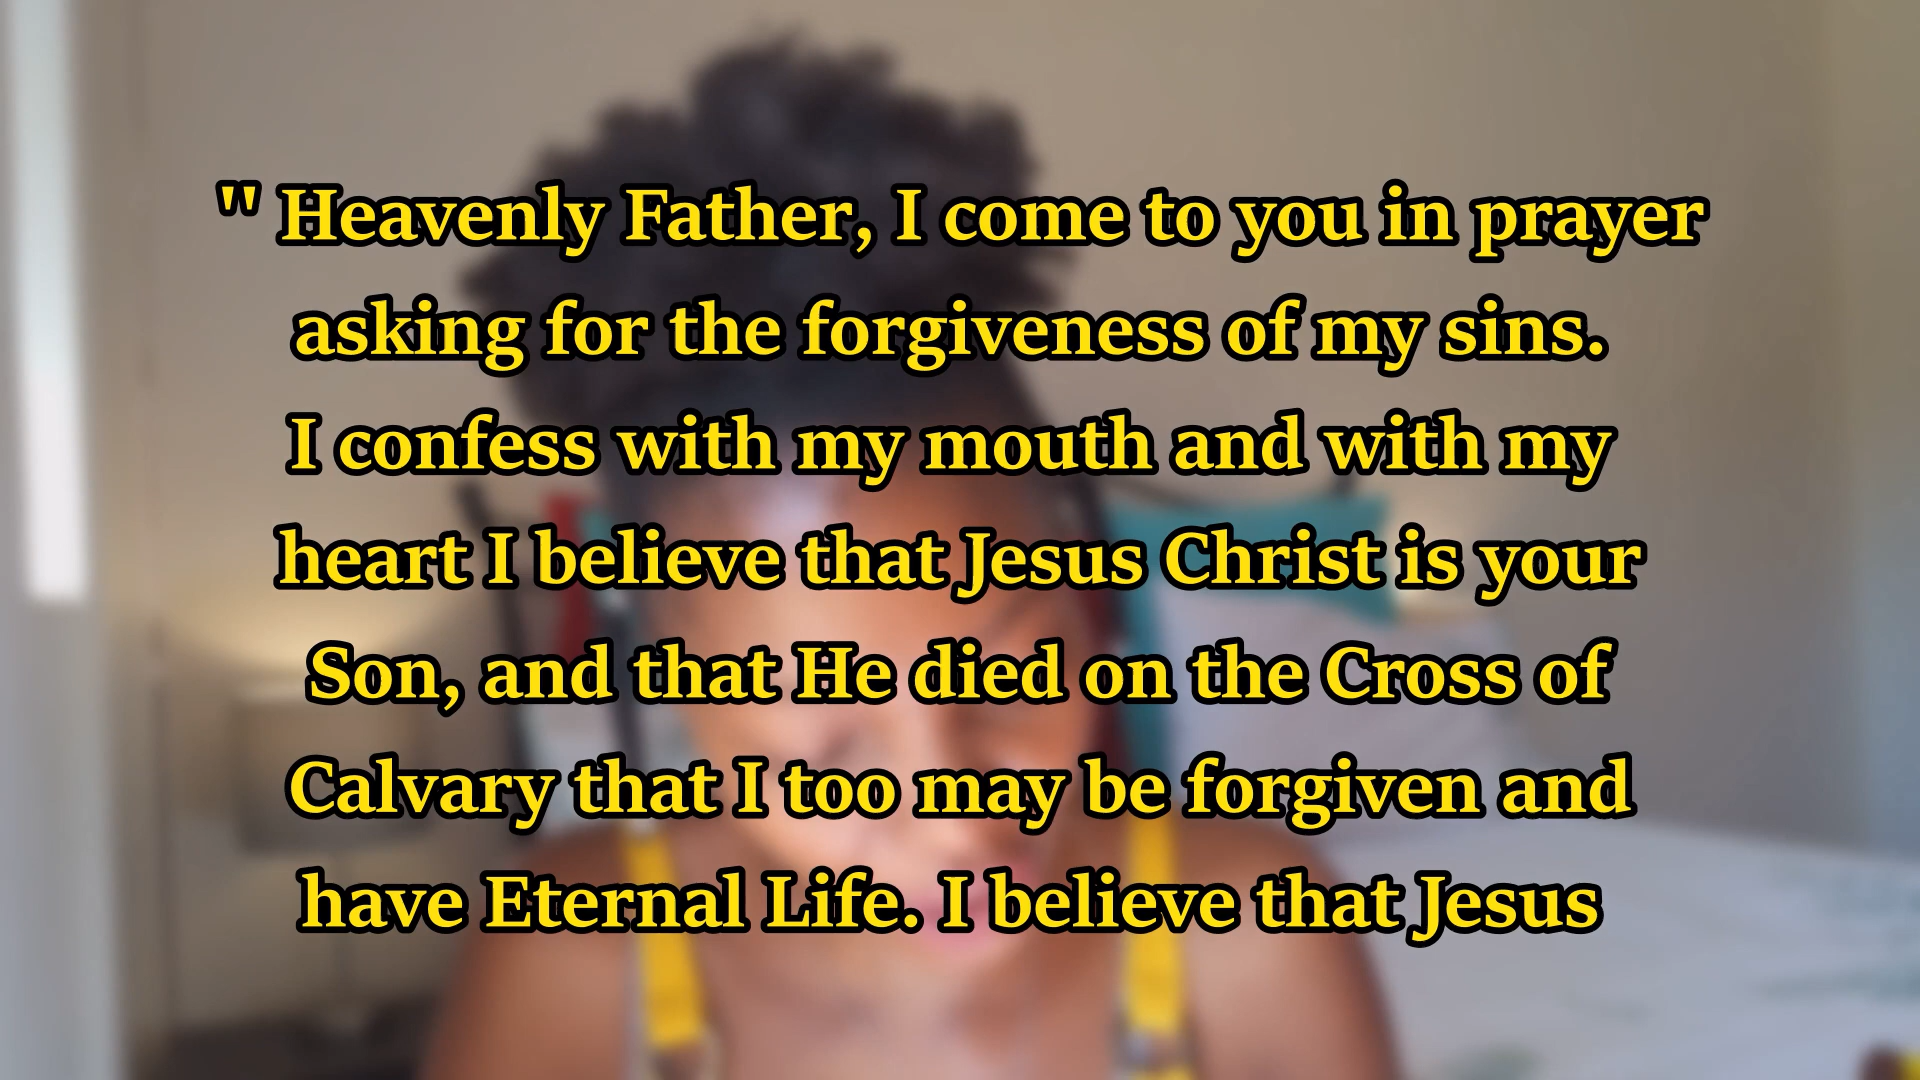 " Heavenly Father, I come to you in prayer
asking for the forgiveness of my sins.
I confess with my mouth and with my
heart I believe that Jesus Christ is your
Son, and that He died on the Cross of
Calvary that I too may be forgiven and
have Eternal Life. I believe that Jesus